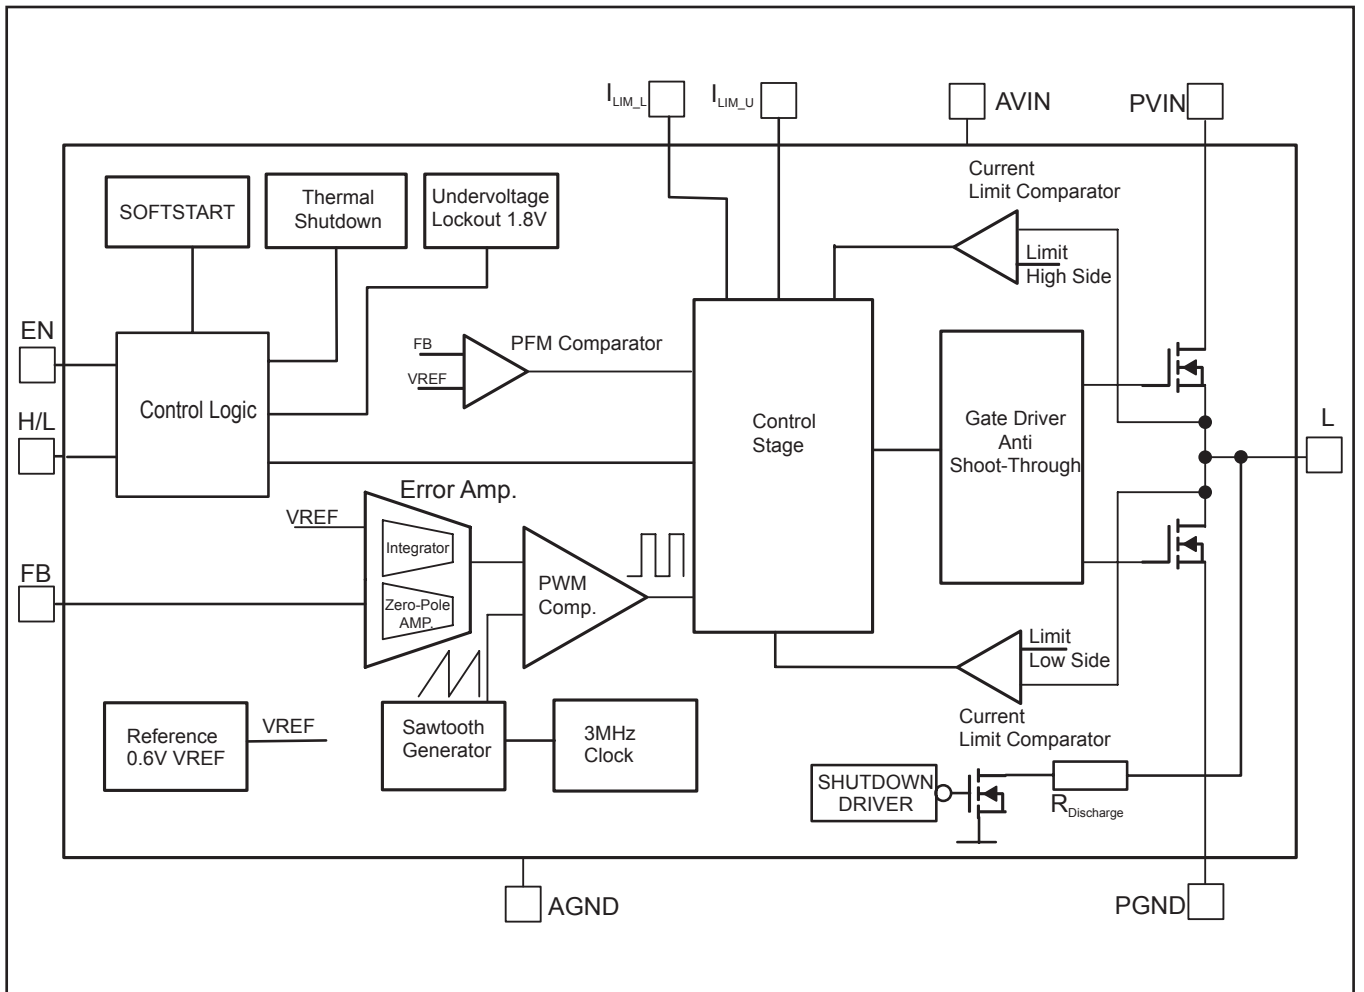 I LIM_L
I LIM_U
AVIN
PVIN
Current
Limit Comparator
SOFTSTART
Thermal
Shutdown
Undervoltage
Lockout 1.8V
Limit
High Side
EN
FB
VREF
PFM Comparator
H/L
Control Logic
Control
Stage
Gate Driver
Anti
Shoot-Through
L
Error Amp.
VREF
Integrator
FB
Zero-Pole
AMP.
PWM
Comp.
Limit
Low Side
Reference
0.6V VREF
VREF
Sawtooth
Generator
3MHz
Clock
Current
Limit Comparator
SHUTDOWN
DRIVER
R Discharge
AGND
PGND